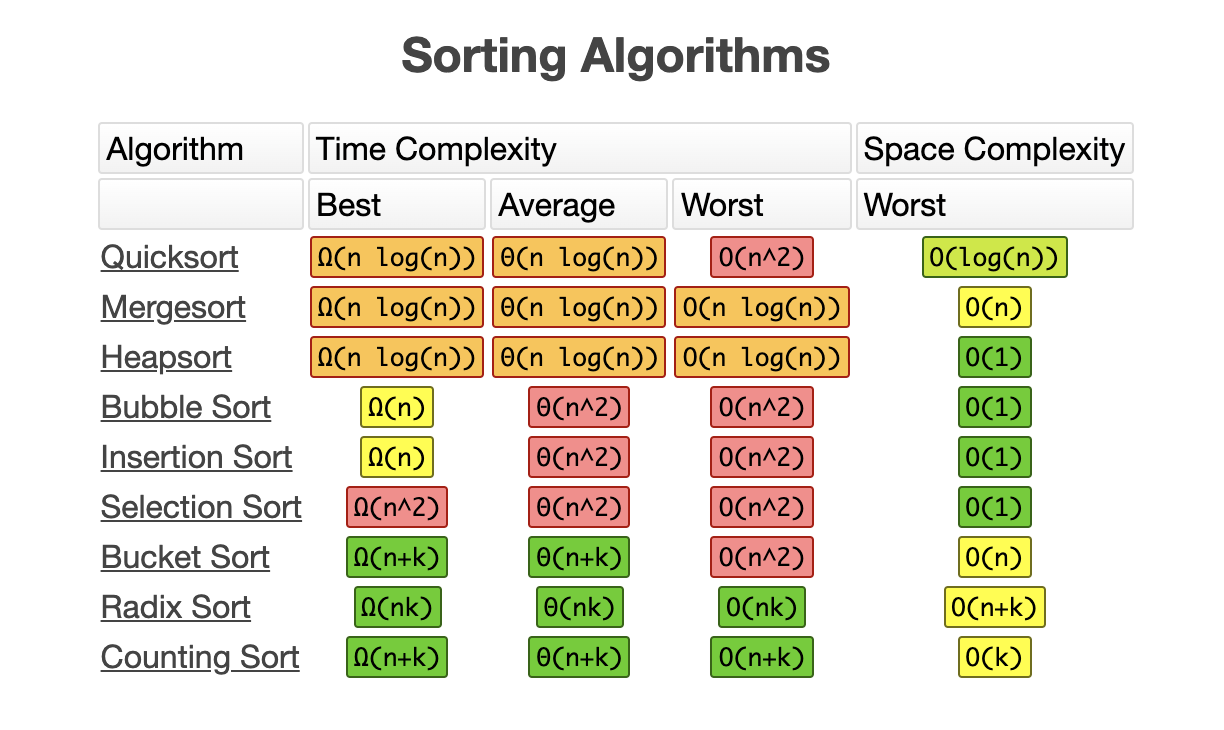 Sorting Algorithms
Algorithm Time Complexity Space Complexity
Best Average Worst Worst
Quicksort Ω(n log(n)) Θ(n log(n)) O(n^2) O(log(n))
Mergesort Ω(n log(n)) Θ(n log(n)) O(n log(n)) O(n)
Heapsort Ω(n log(n)) Θ(n log(n)) O(n log(n)) O(1)
Bubble Sort Ω(n) Θ(n^2) O(n^2) O(1)
Insertion Sort Ω(n) Θ(n^2) O(n^2) O(1)
Selection Sort Ω(n^2) Θ(n^2) O(n^2) O(1)
Bucket Sort Ω(n+k) Θ(n+k) O(n^2) O(n)
Radix Sort Ω(nk) Θ(nk) O(nk) O(n+k)
Counting Sort Ω(n+k) Θ(n+k) O(n+k) O(k)